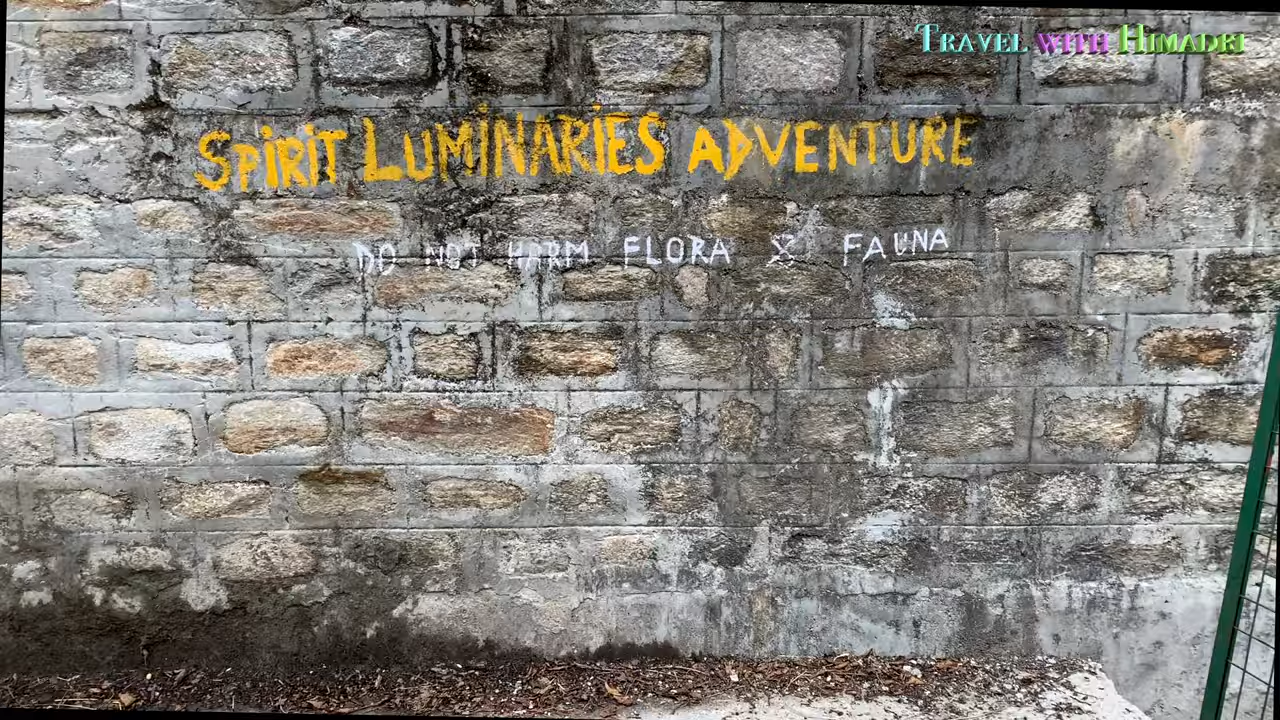 TRAVEL WITH HIMADRI
SPiRiT LUMiNARiES ADVENTURE
DO NOT HARM FLORA & FAUNA